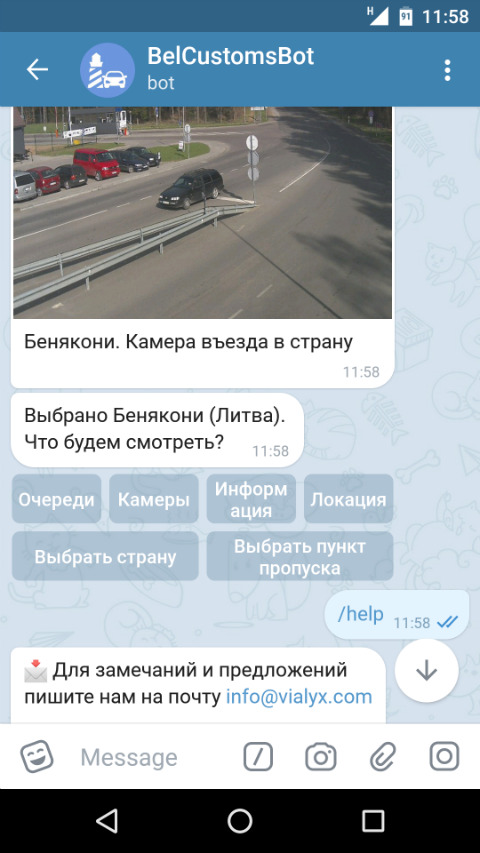 H
91
11:58
BelCustomsBot
bot
Бенякони. Камера въезда в страну
11:58
Выбрано Бенякони (Литва).
Что будем смотреть?
11:58
Очереди
Камеры
Информ
ация
Локация
Выбрать страну
Выбрать пункт
пропуска
/help
11:58
Для замечаний и предложений
пишите нам на почту info@vialyx.com
Message